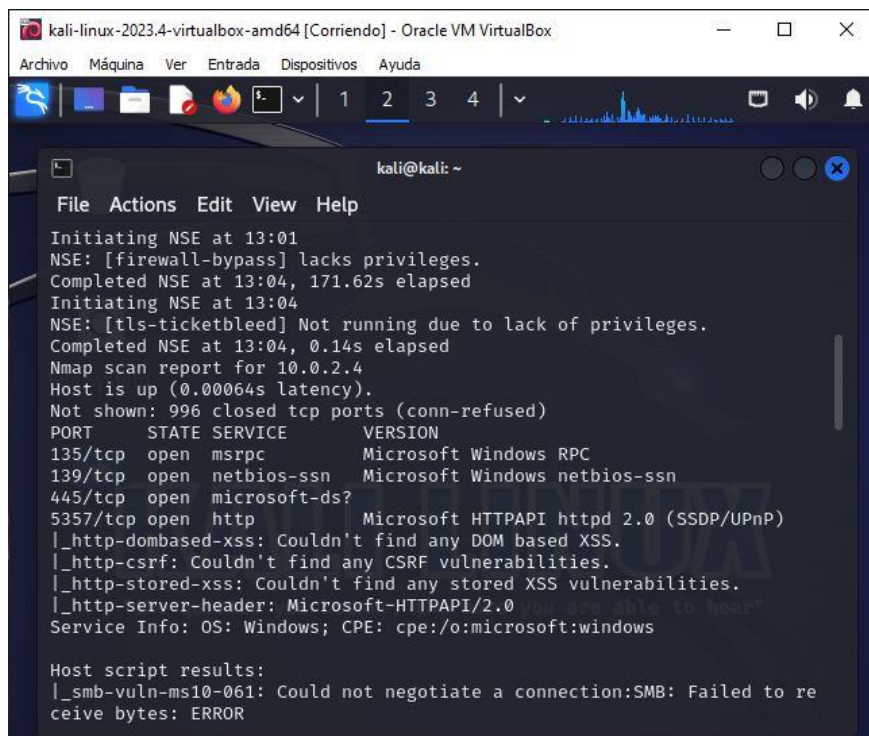 kali-linux-2023.4-virtualbox-amd64 [Corriendo] - Oracle VM VirtualBox
Archivo Máquina Ver Entrada Dispositivos Ayuda
1 2 3 4
kali@kali: ~
File Actions Edit View Help
Initiating NSE at 13:01
NSE: [firewall-bypass] lacks privileges.
Completed NSE at 13:04, 171.62s elapsed
Initiating NSE at 13:04
NSE: [tls-ticketbleed] Not running due to lack of privileges.
Completed NSE at 13:04, 0.14s elapsed
Nmap scan report for 10.0.2.4
Host is up (0.00064s latency).
Not shown: 996 closed tcp ports (conn-refused)
PORT     STATE SERVICE       VERSION
135/tcp  open  msrpc         Microsoft Windows RPC
139/tcp  open  netbios-ssn   Microsoft Windows netbios-ssn
445/tcp  open  microsoft-ds?
5357/tcp open  http          Microsoft HTTPAPI httpd 2.0 (SSDP/UPnP)
|_http-dombased-xss: Couldn't find any DOM based XSS.
|_http-csrf: Couldn't find any CSRF vulnerabilities.
|_http-stored-xss: Couldn't find any stored XSS vulnerabilities.
|_http-server-header: Microsoft-HTTPAPI/2.0
Service Info: OS: Windows; CPE: cpe:/o:microsoft:windows
Host script results:
|_smb-vuln-ms10-061: Could not negotiate a connection:SMB: Failed to re
ceive bytes: ERROR